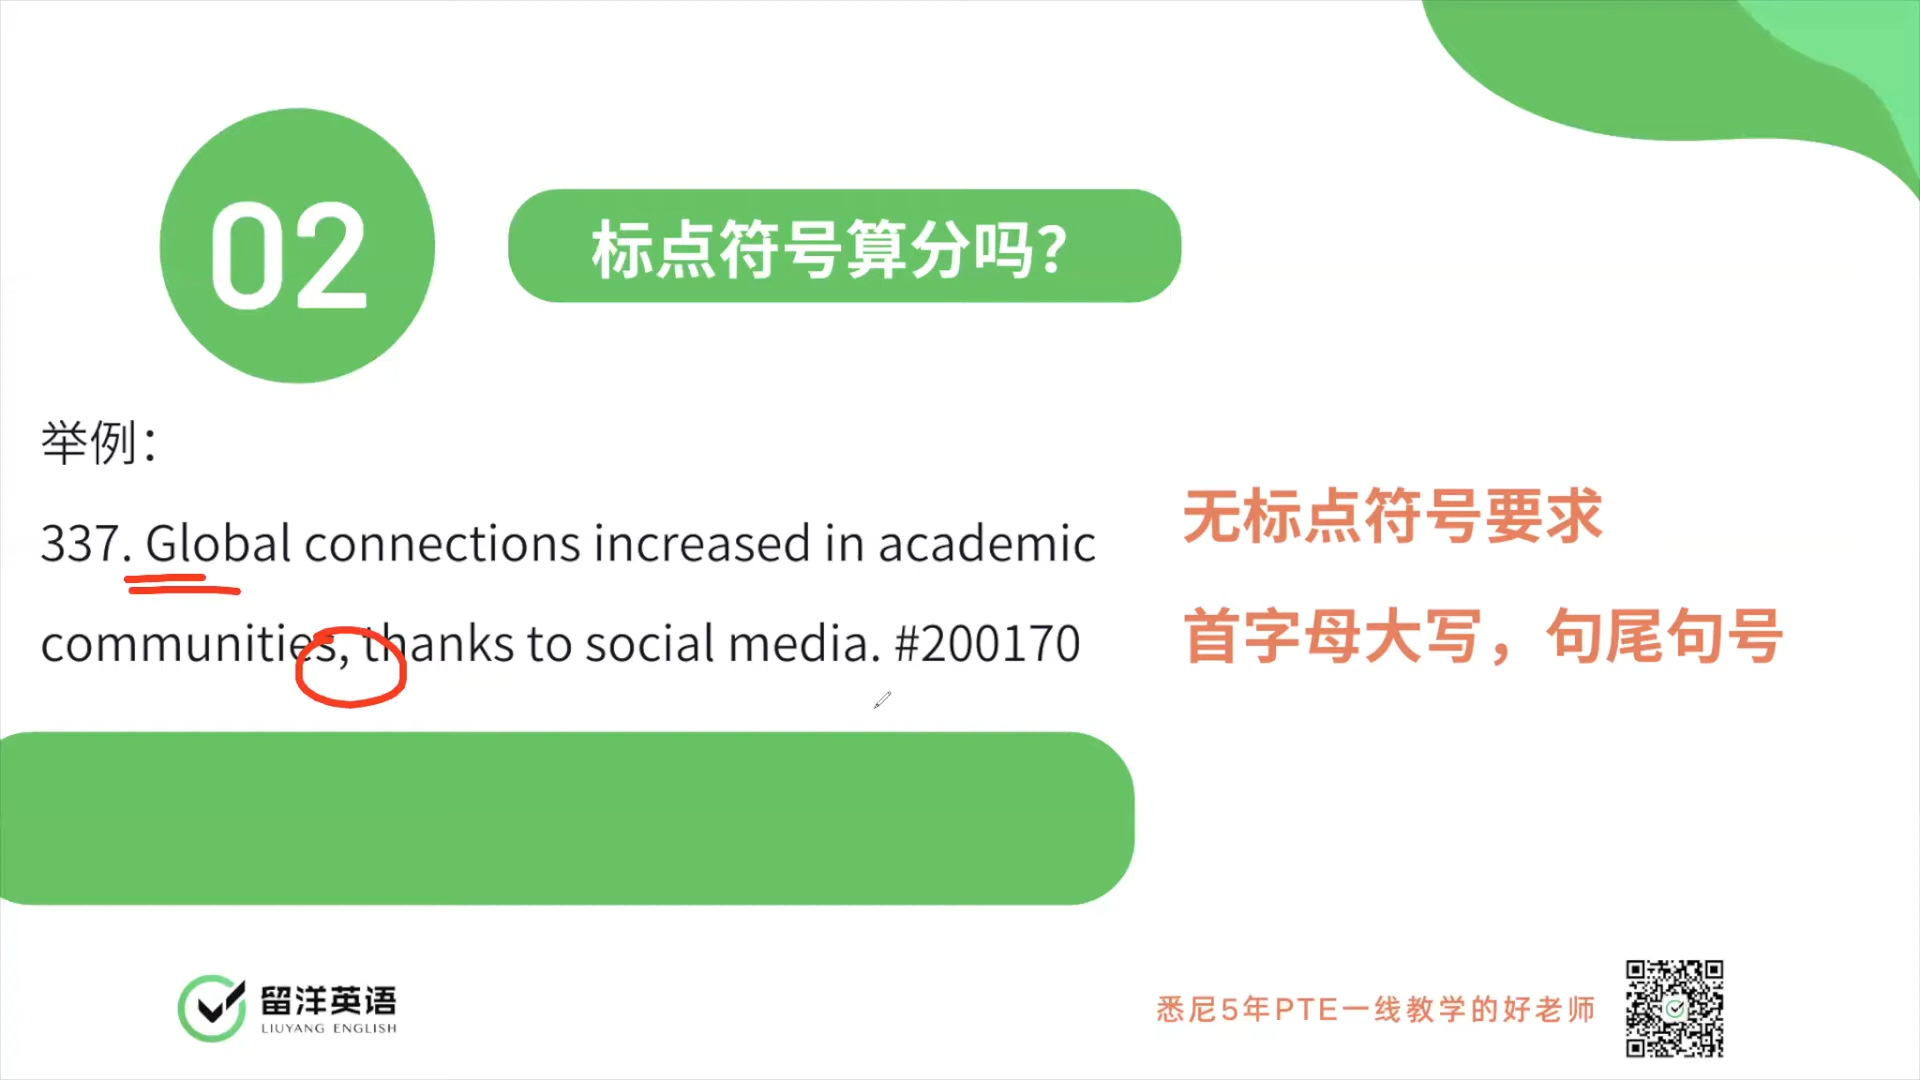 02
标点符号算分吗？
举例：
337. Global connections increased in academic
communities, thanks to social media. #200170
无标点符号要求
首字母大写，句尾句号
留洋英语
LIUYANG ENGLISH
悉尼5年PTE一线教学的好老师